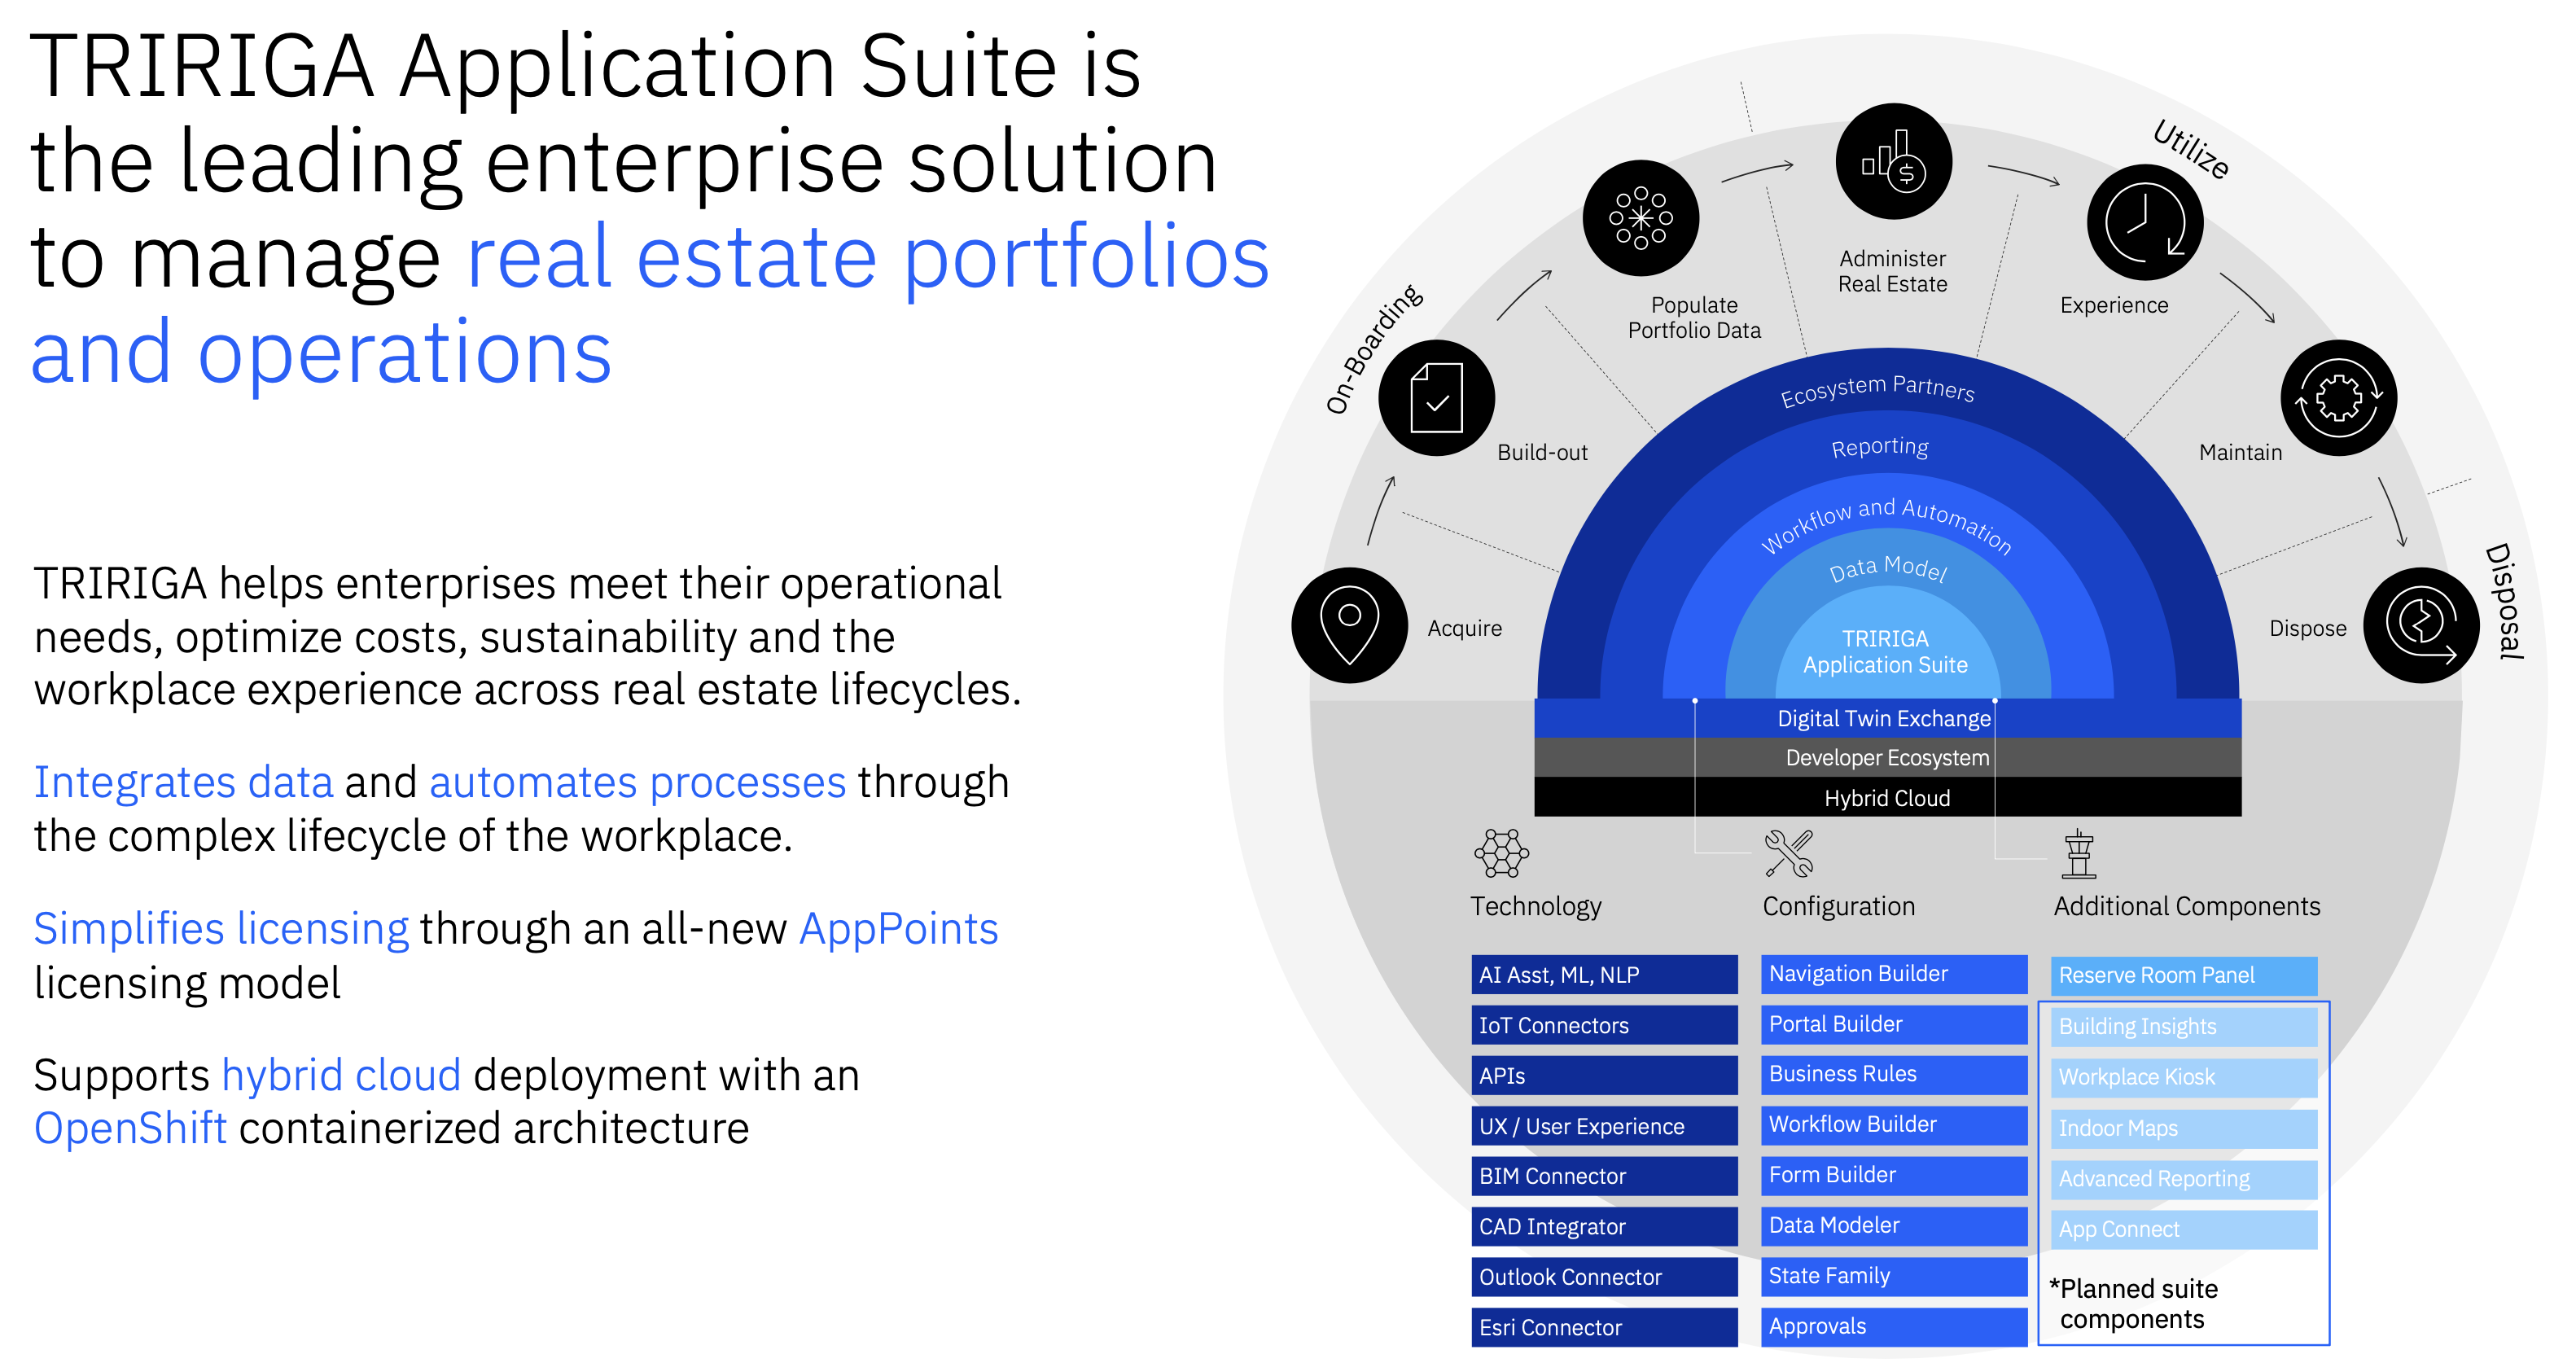 TRIRIGA Application Suite is
the leading enterprise solution
to manage real estate portfolios
and operations
TRIRIGA helps enterprises meet their operational
needs, optimize costs, sustainability and the
workplace experience across real estate lifecycles.
Integrates data and automates processes through
the complex lifecycle of the workplace.
Simplifies licensing through an all-new AppPoints
licensing model
Supports hybrid cloud deployment with an
OpenShift containerized architecture
On-Boarding
Utilize
Disposal
Acquire
Build-out
Populate
Portfolio Data
Administer
Real Estate
Experience
Maintain
Dispose
Ecosystem Partners
Reporting
Workflow and Automation
Data Model
TRIRIGA
Application Suite
Digital Twin Exchange
Developer Ecosystem
Hybrid Cloud
Technology
AI Asst, ML, NLP
IoT Connectors
APIs
UX / User Experience
BIM Connector
CAD Integrator
Outlook Connector
Esri Connector
Configuration
Navigation Builder
Portal Builder
Business Rules
Workflow Builder
Form Builder
Data Modeler
State Family
Approvals
Additional Components
Reserve Room Panel
Building Insights
Workplace Kiosk
Indoor Maps
Advanced Reporting
App Connect
*Planned suite
components